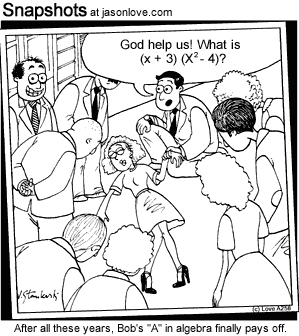 Snapshots at jasonlove.com
God help us! What is
(x + 3) (X² - 4)?
(c) Love A258
After all these years, Bob's "A" in algebra finally pays off.